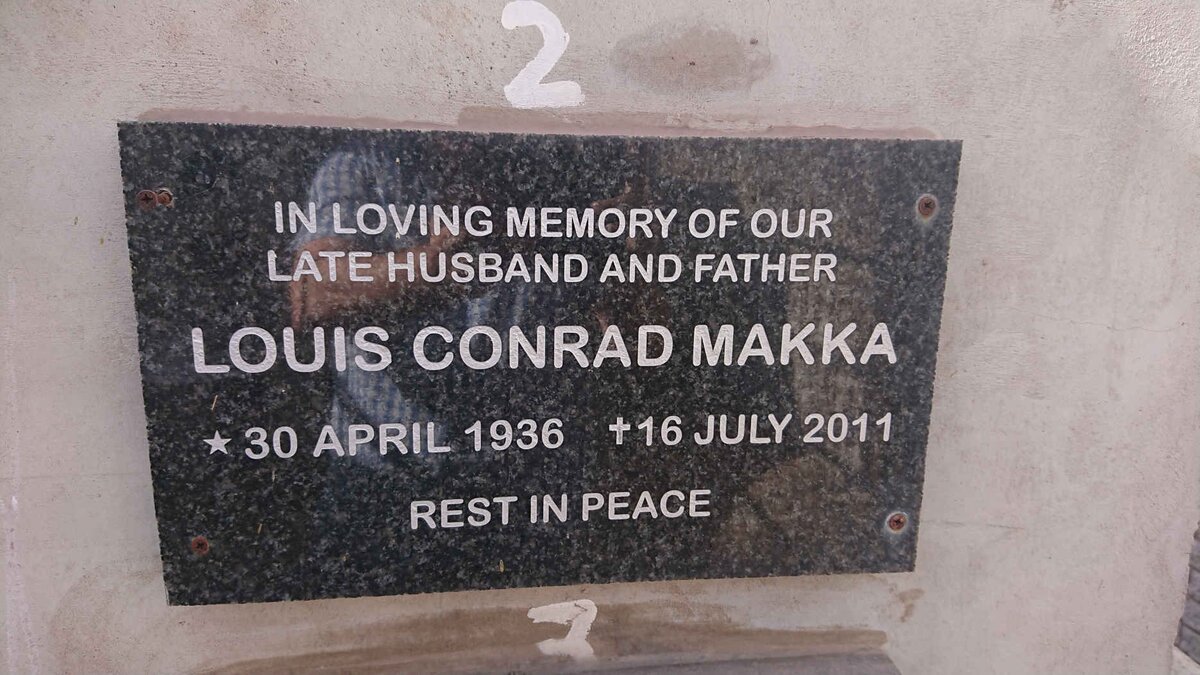 2
IN LOVING MEMORY OF OUR
LATE HUSBAND AND FATHER
LOUIS CONRAD MAKKA
★ 30 APRIL 1936 ✝16 JULY 2011
REST IN PEACE